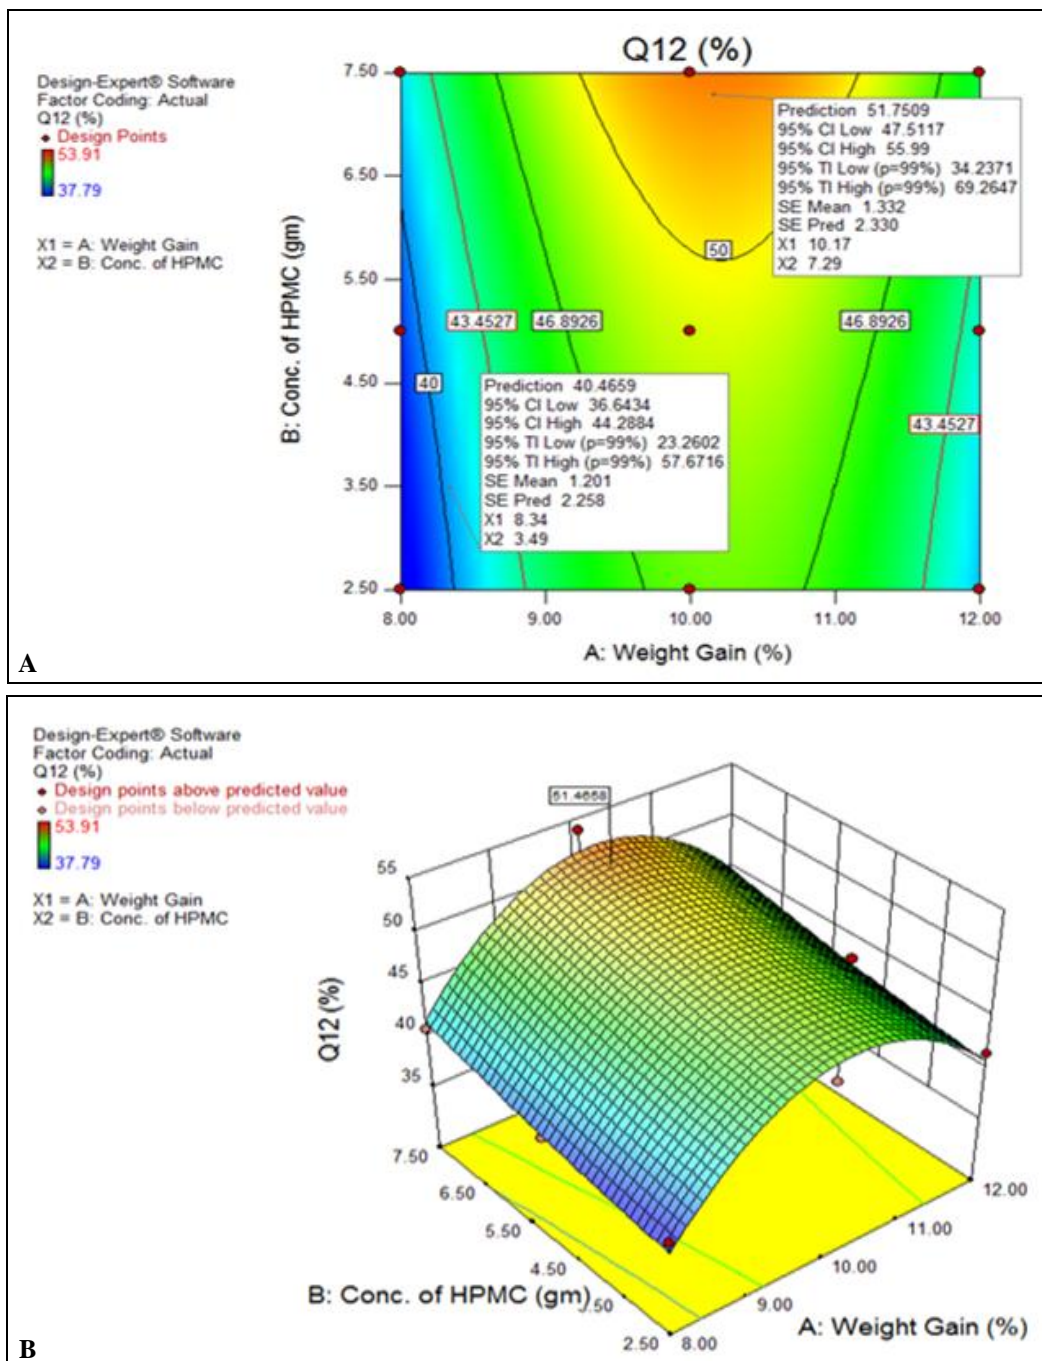 Q12 (%)
Design-Expert® Software
Factor Coding: Actual
Q12 (%)
Design Points
53.91
37.79
X1 = A: Weight Gain
X2 = B: Conc. of HPMC
B: Conc. of HPMC (gm)
7.50
6.50
5.50
4.50
3.50
2.50
Prediction 51.7509
95% CI Low 47.5117
95% CI High 55.99
95% TI Low (p=99%) 34.2371
95% TI High (p=99%) 69.2647
SE Mean 1.332
SE Pred 2.330
X1 10.17
X2 7.29
50
43.4527
46.8926
46.8926
40
43.4527
Prediction 40.4659
95% CI Low 36.6434
95% CI High 44.2884
95% TI Low (p=99%) 23.2602
95% TI High (p=99%) 57.6716
SE Mean 1.201
SE Pred 2.258
X1 8.34
X2 3.49
8.00 9.00 10.00 11.00 12.00
A: Weight Gain (%)
A
Design-Expert® Software
Factor Coding: Actual
Q12 (%)
Design points above predicted value
Design points below predicted value
53.91
37.79
X1 = A: Weight Gain
X2 = B: Conc. of HPMC
51.4658
Q12 (%)
55
50
45
40
35
7.50
6.50
5.50
4.50
.50
2.50
B: Conc. of HPMC (gm)
8.00
9.00
10.00
11.00
12.00
A: Weight Gain (%)
B